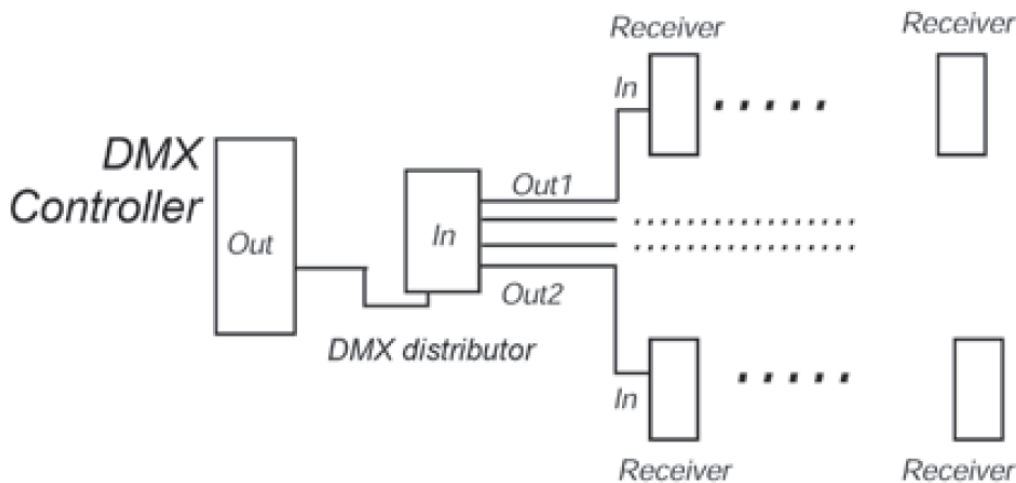 Receiver
Receiver
In
DMX
Controller
Out1
Out
In
Out2
DMX distributor
In
Receiver
Receiver